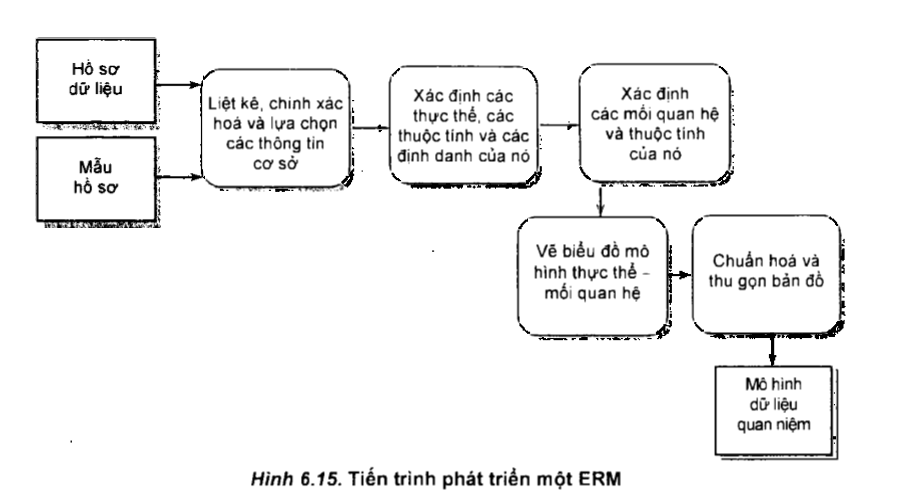 Hồ sơ
dữ liệu
Mẫu
hồ sơ
Liệt kê, chính xác
hoá và lựa chọn
các thông tin
cơ sở
Xác định các
thực thể, các
thuộc tính và các
định danh của nó
Xác định
các mối quan hệ
và thuộc tính
của nó
Vẽ biểu đồ mô
hình thực thể –
mối quan hệ
Chuẩn hoá và
thu gọn bản đồ
Mô hình
dữ liệu
quan niệm
Hình 6.15. Tiến trình phát triển một ERM